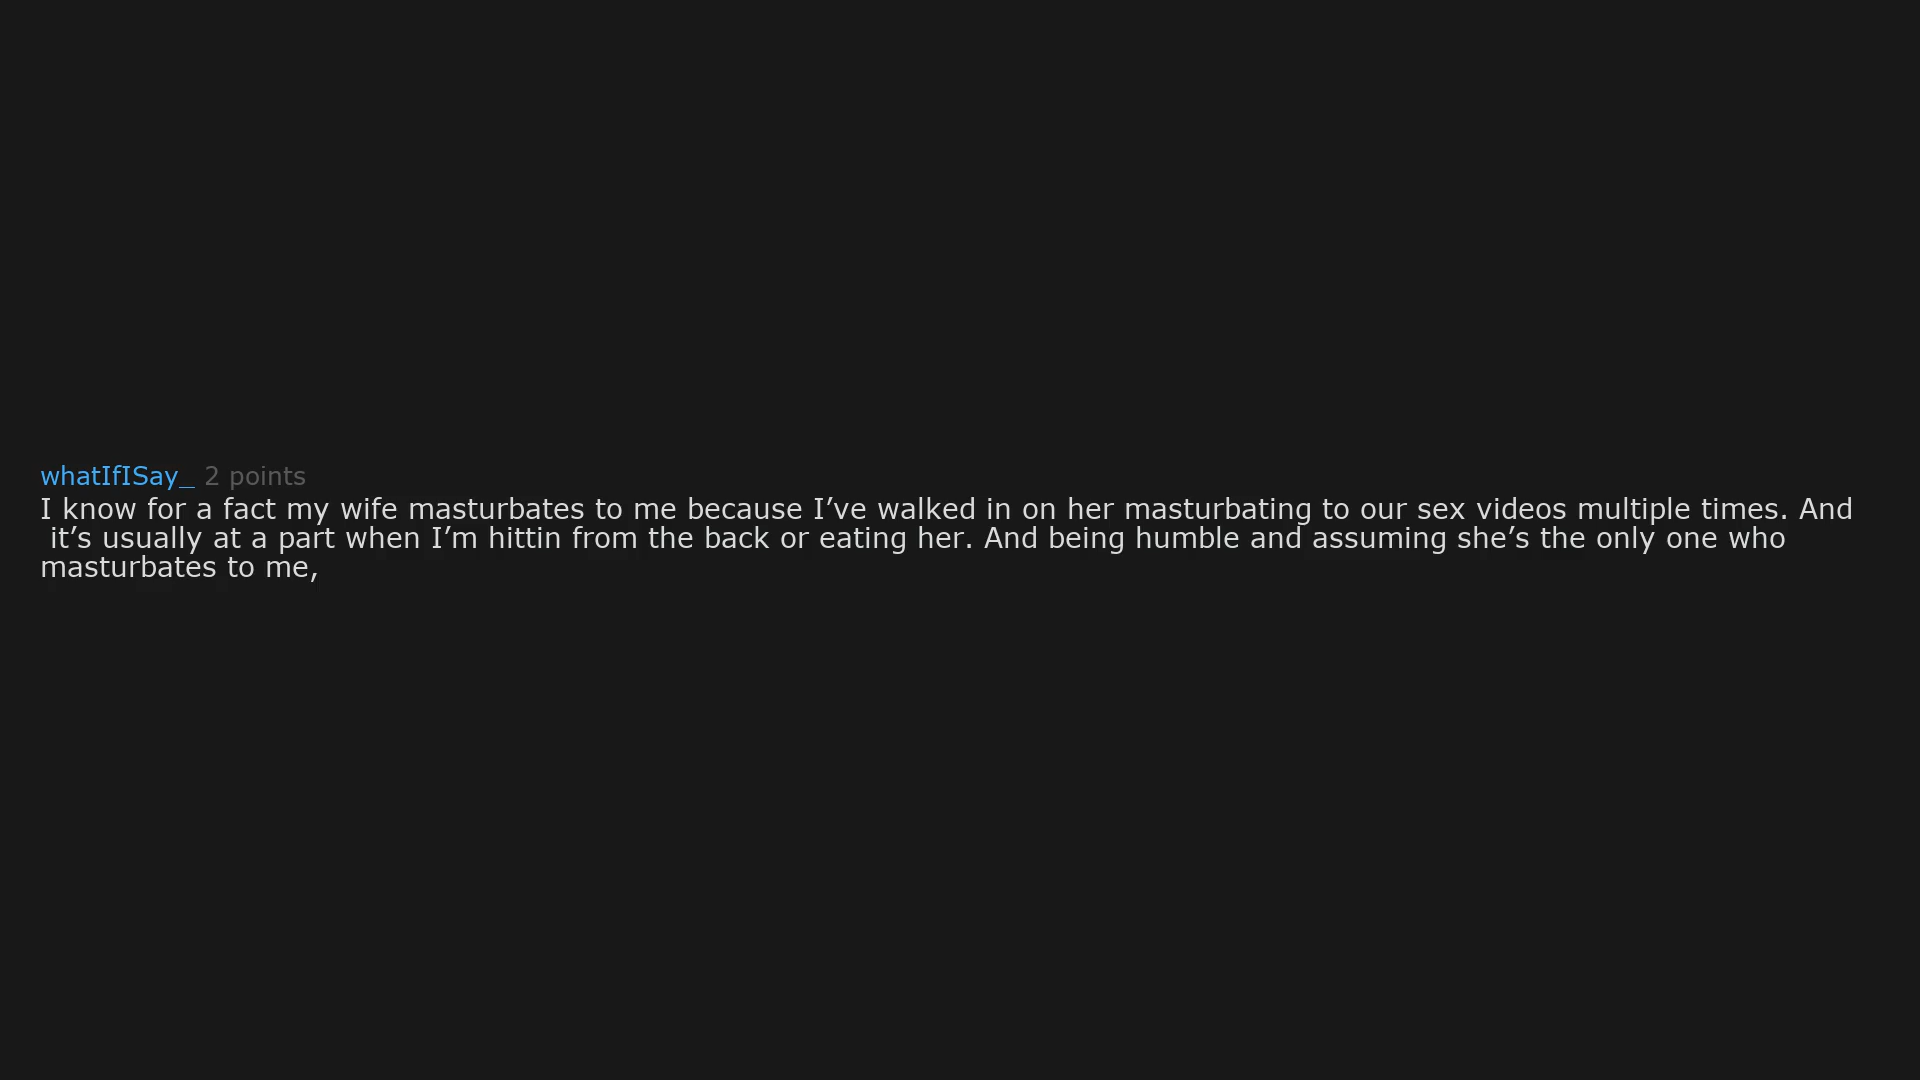 whatIfISay_ 2 points
I know for a fact my wife masturbates to me because I’ve walked in on her masturbating to our sex videos multiple times. And
it’s usually at a part when I’m hittin from the back or eating her. And being humble and assuming she’s the only one who
masturbates to me,